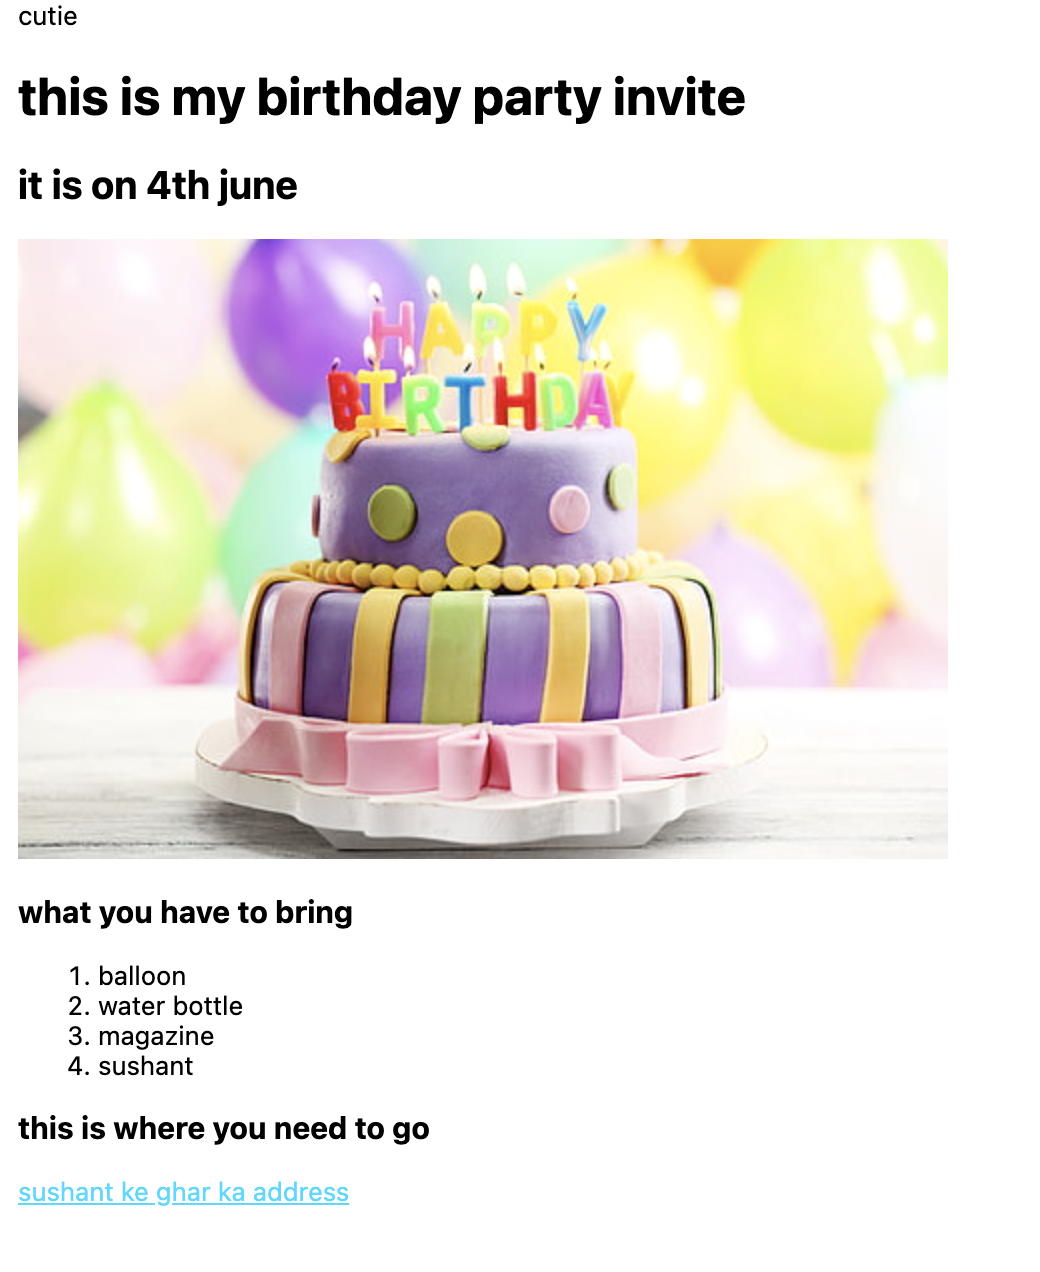 cutie
this is my birthday party invite
it is on 4th june
HAPPY
BIRTHDAY
what you have to bring
1. balloon
2. water bottle
3. magazine
4. sushant
this is where you need to go
sushant ke ghar ka address